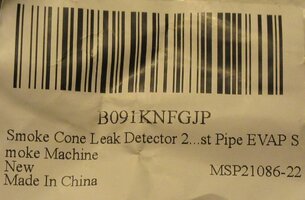 B091KNFGJP
Smoke Cone Leak Detector 2...st Pipe EVAP S
moke Machine
New MSP21086-22
Made In China